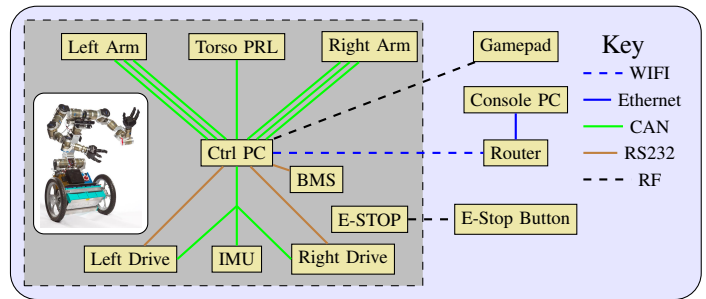 Left Arm
Torso PRL
Right Arm
Gamepad
Key
WIFI
Console PC
Ethernet
CAN
Ctrl PC
Router
RS232
BMS
RF
E-STOP
E-Stop Button
Left Drive
IMU
Right Drive